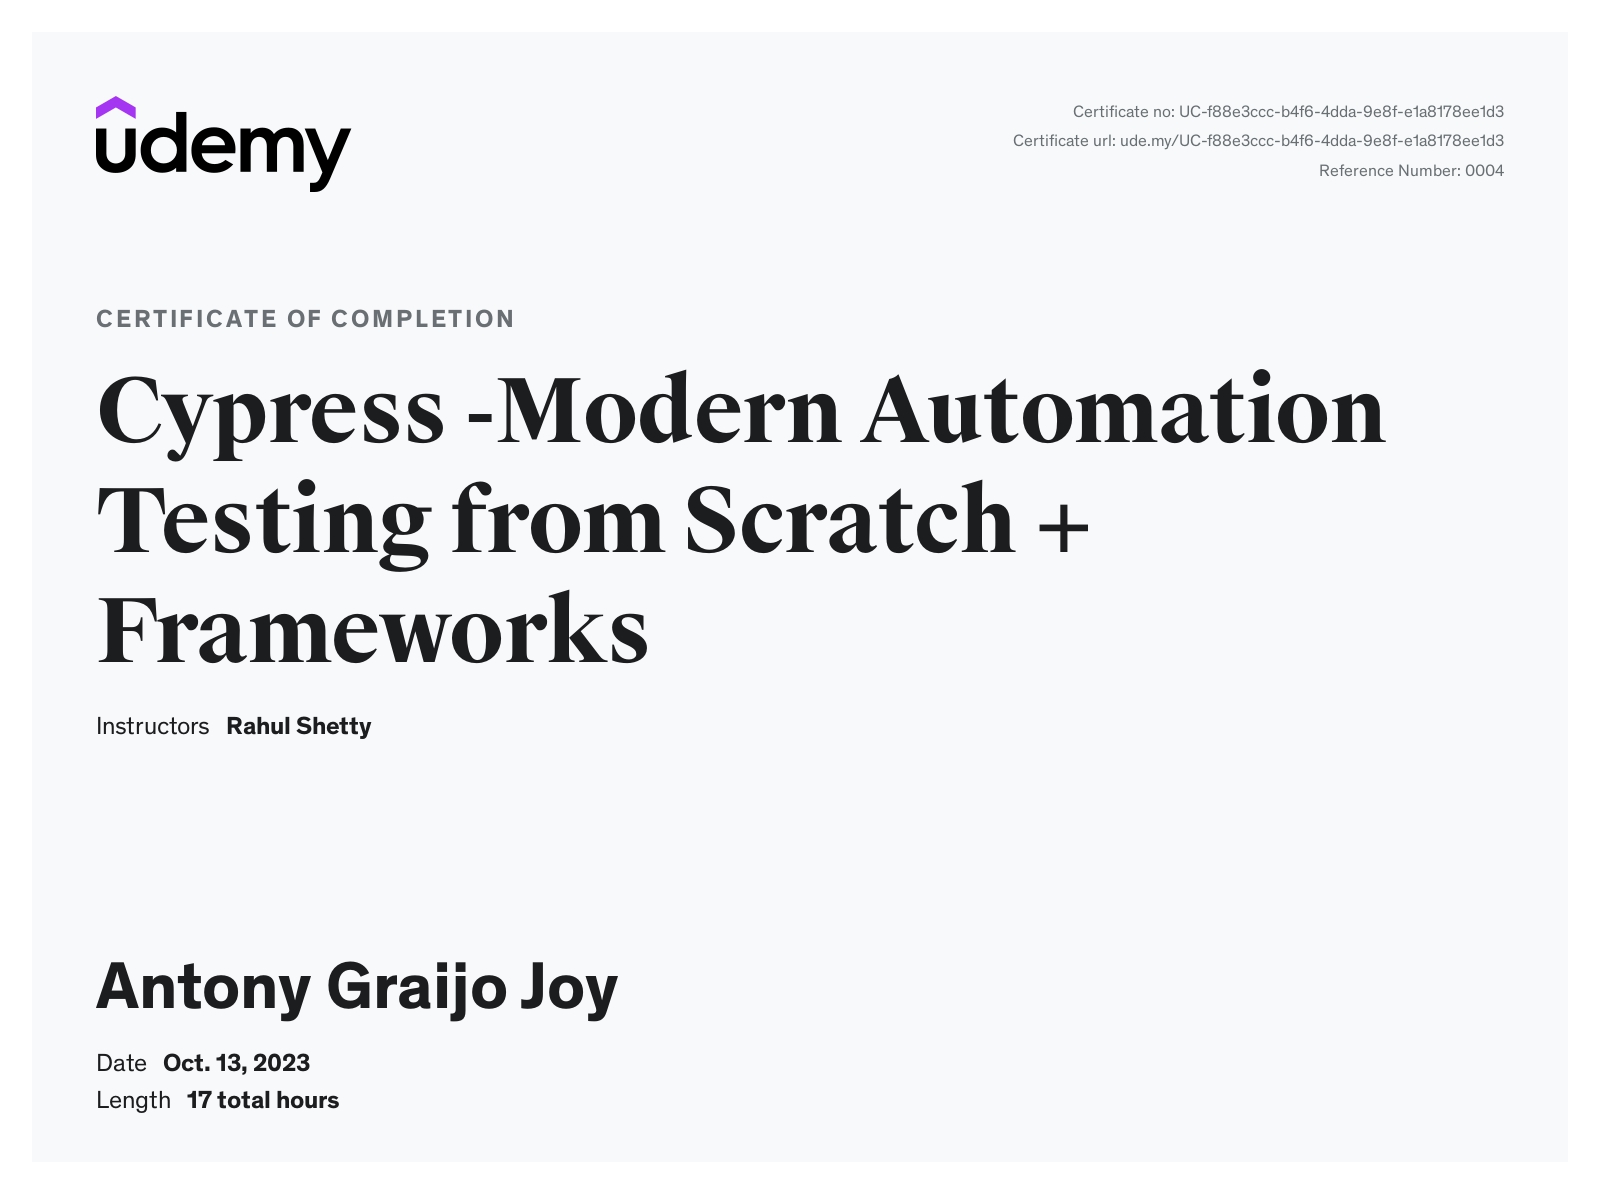 udemy
Certificate no: UC-f88e3ccc-b4f6-4dda-9e8f-e1a8178ee1d3
Certificate url: ude.my/UC-f88e3ccc-b4f6-4dda-9e8f-e1a8178ee1d3
Reference Number: 0004
CERTIFICATE OF COMPLETION
Cypress -Modern Automation
Testing from Scratch +
Frameworks
Instructors Rahul Shetty
Antony Graijo Joy
Date Oct. 13, 2023
Length 17 total hours